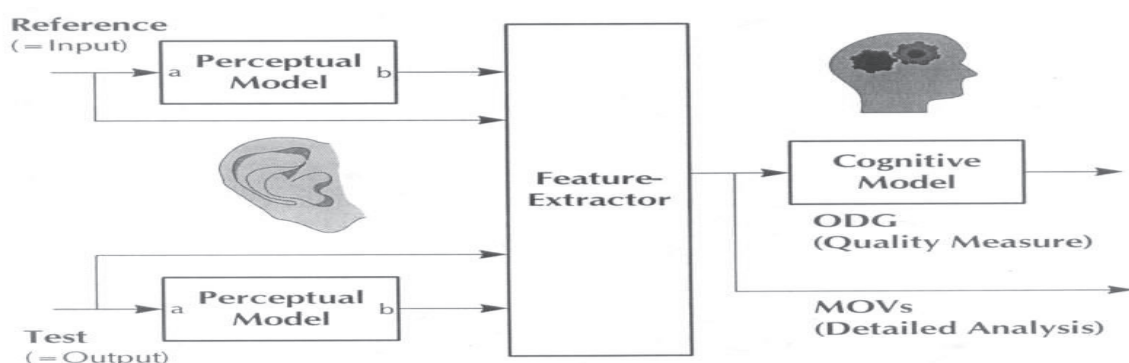 Reference
(=Input)
a Perceptual b
Model
Feature-
Extractor
Cognitive
Model
ODG
(Quality Measure)
a Perceptual b
Model
MOVs
(Detailed Analysis)
Test
(=Output)